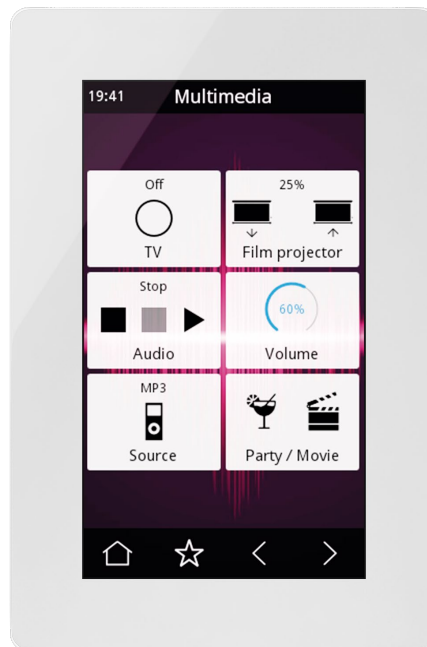 19:41 Multimedia
Off
TV
25%
Film projector
Stop
Audio
60%
Volume
MP3
Source
Party / Movie